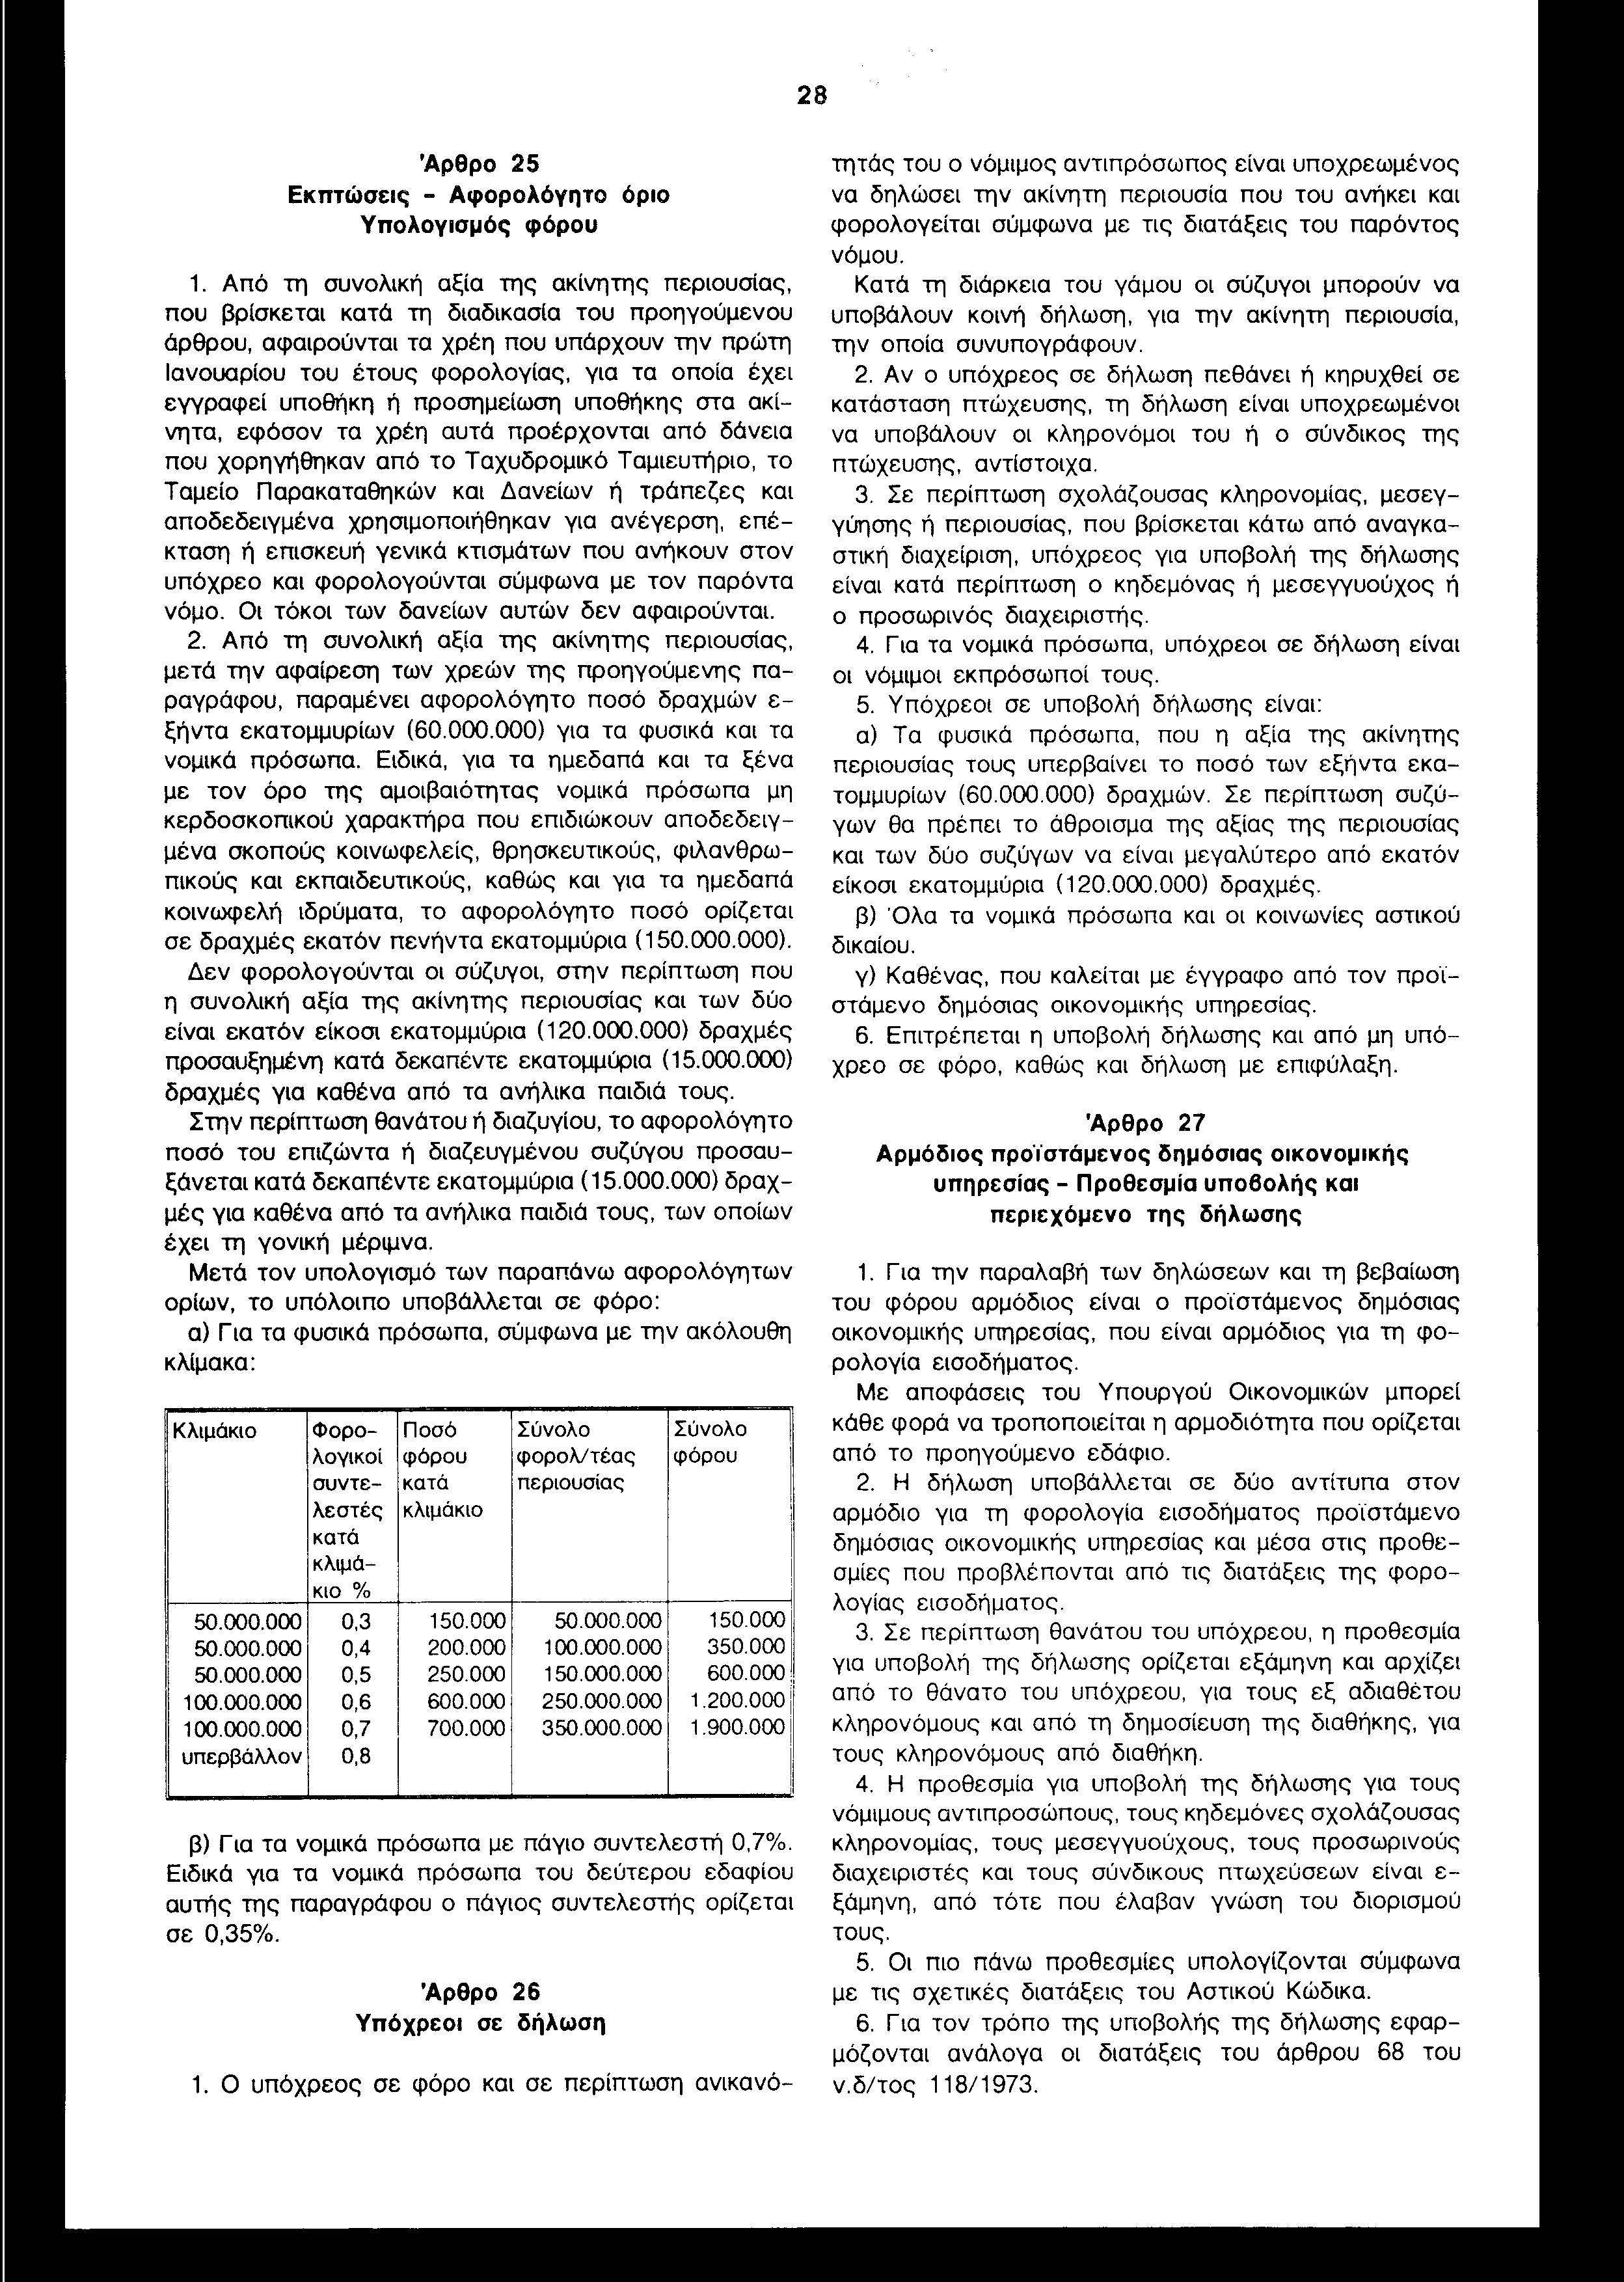 28
Άρθρο 25
Εκπτώσεις – Αφορολόγητο όριο
Υπολογισμός φόρου
1. Από τη συνολική αξία της ακίνητης περιουσίας,
που βρίσκεται κατά τη διαδικασία του προηγούμενου
άρθρου, αφαιρούνται τα χρέη που υπάρχουν την πρώτη
Ιανουαρίου του έτους φορολογίας, για τα οποία έχει
εγγραφεί υποθήκη ή προσημείωση υποθήκης στα ακί–
νητα, εφόσον τα χρέη αυτά προέρχονται από δάνεια
που χορηγήθηκαν από το Ταχυδρομικό Ταμιευτήριο, το
Ταμείο Παρακαταθηκών και Δανείων ή τράπεζες και
αποδεδειγμένα χρησιμοποιήθηκαν για ανέγερση, επέ–
κταση ή επισκευή γενικά κτισμάτων που ανήκουν στον
υπόχρεο και φορολογούνται σύμφωνα με τον παρόντα
νόμο. Οι τόκοι των δανείων αυτών δεν αφαιρούνται.
2. Από τη συνολική αξία της ακίνητης περιουσίας,
μετά την αφαίρεση των χρεών της προηγούμενης πα–
ραγράφου, παραμένει αφορολόγητο ποσό δραχμών ε–
ξήντα εκατομμυρίων (60.000.000) για τα φυσικά και τα
νομικά πρόσωπα. Ειδικά, για τα ημεδαπά και τα ξένα
με τον όρο της αμοιβαιότητας νομικά πρόσωπα μη
κερδοσκοπικού χαρακτήρα που επιδιώκουν αποδεδειγ–
μένα σκοπούς κοινωφελείς, θρησκευτικούς, φιλανθρω–
πικούς και εκπαιδευτικούς, καθώς και για τα ημεδαπά
κοινωφελή ιδρύματα, το αφορολόγητο ποσό ορίζεται
σε δραχμές εκατόν πενήντα εκατομμύρια (150.000.000).
Δεν φορολογούνται οι σύζυγοι, στην περίπτωση που
η συνολική αξία της ακίνητης περιουσίας και των δύο
είναι εκατόν είκοσι εκατομμύρια (120.000.000) δραχμές
προσαυξημένη κατά δεκαπέντε εκατομμύρια (15.000.000)
δραχμές για καθένα από τα ανήλικα παιδιά τους.
Στην περίπτωση θανάτου ή διαζυγίου, το αφορολόγητο
ποσό του επιζώντα ή διαζευγμένου συζύγου προσαυ–
ξάνεται κατά δεκαπέντε εκατομμύρια (15.000.000) δραχ–
μές για καθένα από τα ανήλικα παιδιά τους, των οποίων
έχει τη γονική μέριμνα.
Μετά τον υπολογισμό των παραπάνω αφορολόγητων
ορίων, το υπόλοιπο υποβάλλεται σε φόρο:
α) Για τα φυσικά πρόσωπα, σύμφωνα με την ακόλουθη
κλίμακα:
Κλιμάκιο Φορο– Ποσό Σύνολο Σύνολο
λογικοί φόρου φορολ/τέας φόρου
συντε– κατά περιουσίας
λεστές κλιμάκιο
κατά
κλιμά–
κιο %
50.000.000 0,3 150.000 50.000.000 150.000
50.000.000 0,4 200.000 100.000.000 350.000
50.000.000 0,5 250.000 150.000.000 600.000
100.000.000 0,6 600.000 250.000.000 1.200.000
100.000.000 0,7 700.000 350.000.000 1.900.000
υπερβάλλον 0,8
β) Για τα νομικά πρόσωπα με πάγιο συντελεστή 0,7%.
Ειδικά για τα νομικά πρόσωπα του δεύτερου εδαφίου
αυτής της παραγράφου ο πάγιος συντελεστής ορίζεται
σε 0,35%.
Άρθρο 26
Υπόχρεοι σε δήλωση
1. Ο υπόχρεος σε φόρο και σε περίπτωση ανικανό–
τητάς του ο νόμιμος αντιπρόσωπος είναι υποχρεωμένος
να δηλώσει την ακίνητη περιουσία που του ανήκει και
φορολογείται σύμφωνα με τις διατάξεις του παρόντος
νόμου.
Κατά τη διάρκεια του γάμου οι σύζυγοι μπορούν να
υποβάλουν κοινή δήλωση, για την ακίνητη περιουσία,
την οποία συνυπογράφουν.
2. Αν ο υπόχρεος σε δήλωση πεθάνει ή κηρυχθεί σε
κατάσταση πτώχευσης, τη δήλωση είναι υποχρεωμένοι
να υποβάλουν οι κληρονόμοι του ή ο σύνδικος της
πτώχευσης, αντίστοιχα.
3. Σε περίπτωση σχολάζουσας κληρονομίας, μεσεγ–
γύησης ή περιουσίας, που βρίσκεται κάτω από αναγκα–
στική διαχείριση, υπόχρεος για υποβολή της δήλωσης
είναι κατά περίπτωση ο κηδεμόνας ή μεσεγγυούχος ή
ο προσωρινός διαχειριστής.
4. Για τα νομικά πρόσωπα, υπόχρεοι σε δήλωση είναι
οι νόμιμοι εκπρόσωποί τους.
5. Υπόχρεοι σε υποβολή δήλωσης είναι:
α) Τα φυσικά πρόσωπα, που η αξία της ακίνητης
περιουσίας τους υπερβαίνει το ποσό των εξήντα εκα–
τομμυρίων (60.000.000) δραχμών. Σε περίπτωση συζύ–
γων θα πρέπει το άθροισμα της αξίας της περιουσίας
και των δύο συζύγων να είναι μεγαλύτερο από εκατόν
είκοσι εκατομμύρια (120.000.000) δραχμές.
β) Όλα τα νομικά πρόσωπα και οι κοινωνίες αστικού
δικαίου.
γ) Καθένας, που καλείται με έγγραφο από τον προϊ–
στάμενο δημόσιας οικονομικής υπηρεσίας.
6. Επιτρέπεται η υποβολή δήλωσης και από μη υπό–
χρεο σε φόρο, καθώς και δήλωση με επιφύλαξη.
Άρθρο 27
Αρμόδιος προϊστάμενος δημόσιας οικονομικής
υπηρεσίας – Προθεσμία υποβολής και
περιεχόμενο της δήλωσης
1. Για την παραλαβή των δηλώσεων και τη βεβαίωση
του φόρου αρμόδιος είναι ο προϊστάμενος δημόσιας
οικονομικής υπηρεσίας, που είναι αρμόδιος για τη φο–
ρολογία εισοδήματος.
Με αποφάσεις του Υπουργού Οικονομικών μπορεί
κάθε φορά να τροποποιείται η αρμοδιότητα που ορίζεται
από το προηγούμενο εδάφιο.
2. Η δήλωση υποβάλλεται σε δύο αντίτυπα στον
αρμόδιο για τη φορολογία εισοδήματος προϊστάμενο
δημόσιας οικονομικής υπηρεσίας και μέσα στις προθε–
σμίες που προβλέπονται από τις διατάξεις της φορο–
λογίας εισοδήματος.
3. Σε περίπτωση θανάτου του υπόχρεου, η προθεσμία
για υποβολή της δήλωσης ορίζεται εξάμηνη και αρχίζει
από το θάνατο του υπόχρεου, για τους εξ αδιαθέτου
κληρονόμους και από τη δημοσίευση της διαθήκης, για
τους κληρονόμους από διαθήκη.
4. Η προθεσμία για υποβολή της δήλωσης για τους
νόμιμους αντιπροσώπους, τους κηδεμόνες σχολάζουσας
κληρονομίας, τους μεσεγγυούχους, τους προσωρινούς
διαχειριστές και τους σύνδικους πτωχεύσεων είναι ε–
ξάμηνη, από τότε που έλαβαν γνώση του διορισμού
τους.
5. Οι πιο πάνω προθεσμίες υπολογίζονται σύμφωνα
με τις σχετικές διατάξεις του Αστικού Κώδικα.
6. Για τον τρόπο της υποβολής της δήλωσης εφαρ–
μόζονται ανάλογα οι διατάξεις του άρθρου 68 του
ν.δ/τος 118/1973.